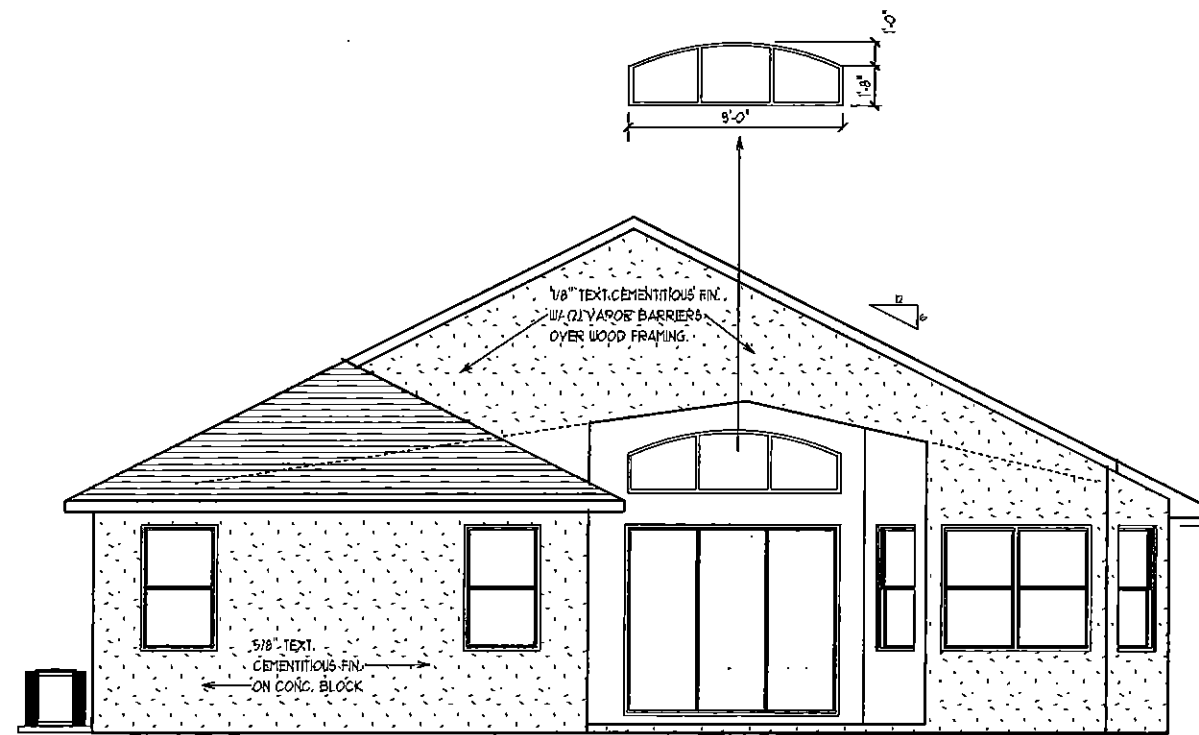 1'-0"
1'-8"
9'-0"
1/8" TEXT. CEMENTITIOUS FIN.
W/ (2) VAPOR BARRIERS
OVER WOOD FRAMING.
12
6
5/8" TEXT.
CEMENTITIOUS FIN.
ON CONC. BLOCK